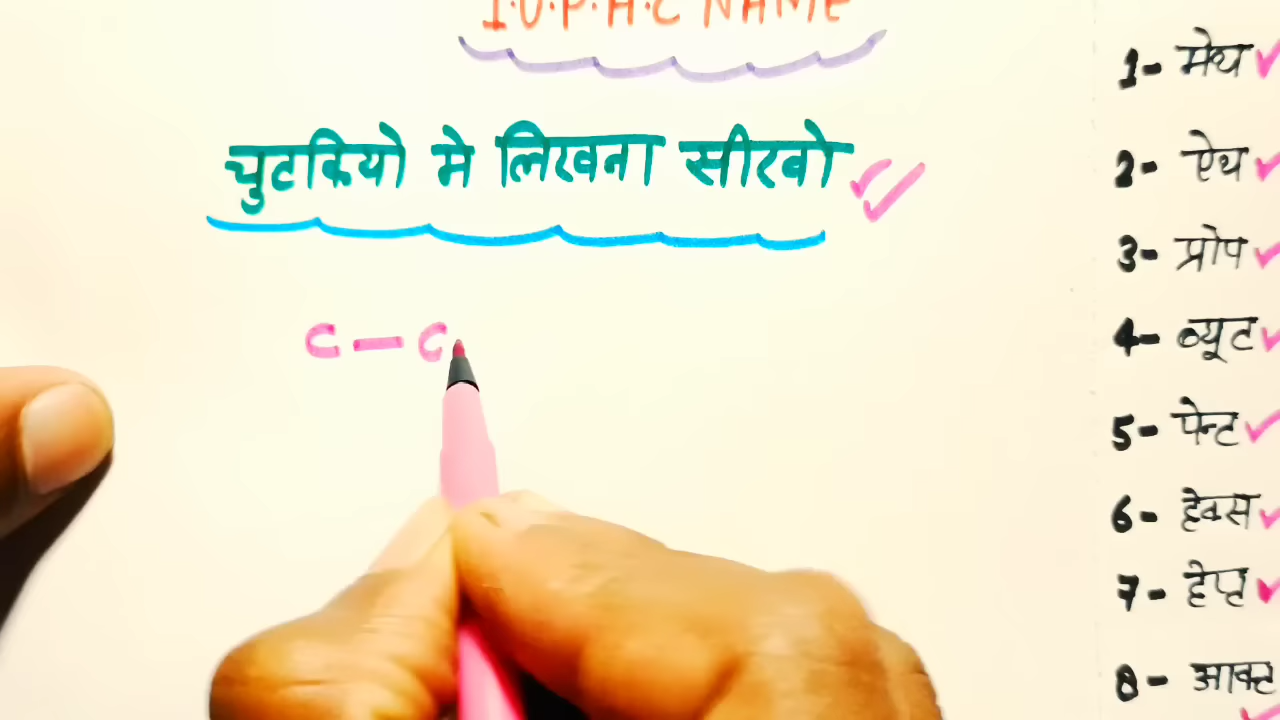 I.U.P.A.C NAME
चुटकियो मे लिखना सीखो
C – C
1- मेथ
2- ऐथ
3- प्रोप
4- ब्यूट
5- पेन्ट
6- हेक्स
7- हेप्ट
8- आक्ट